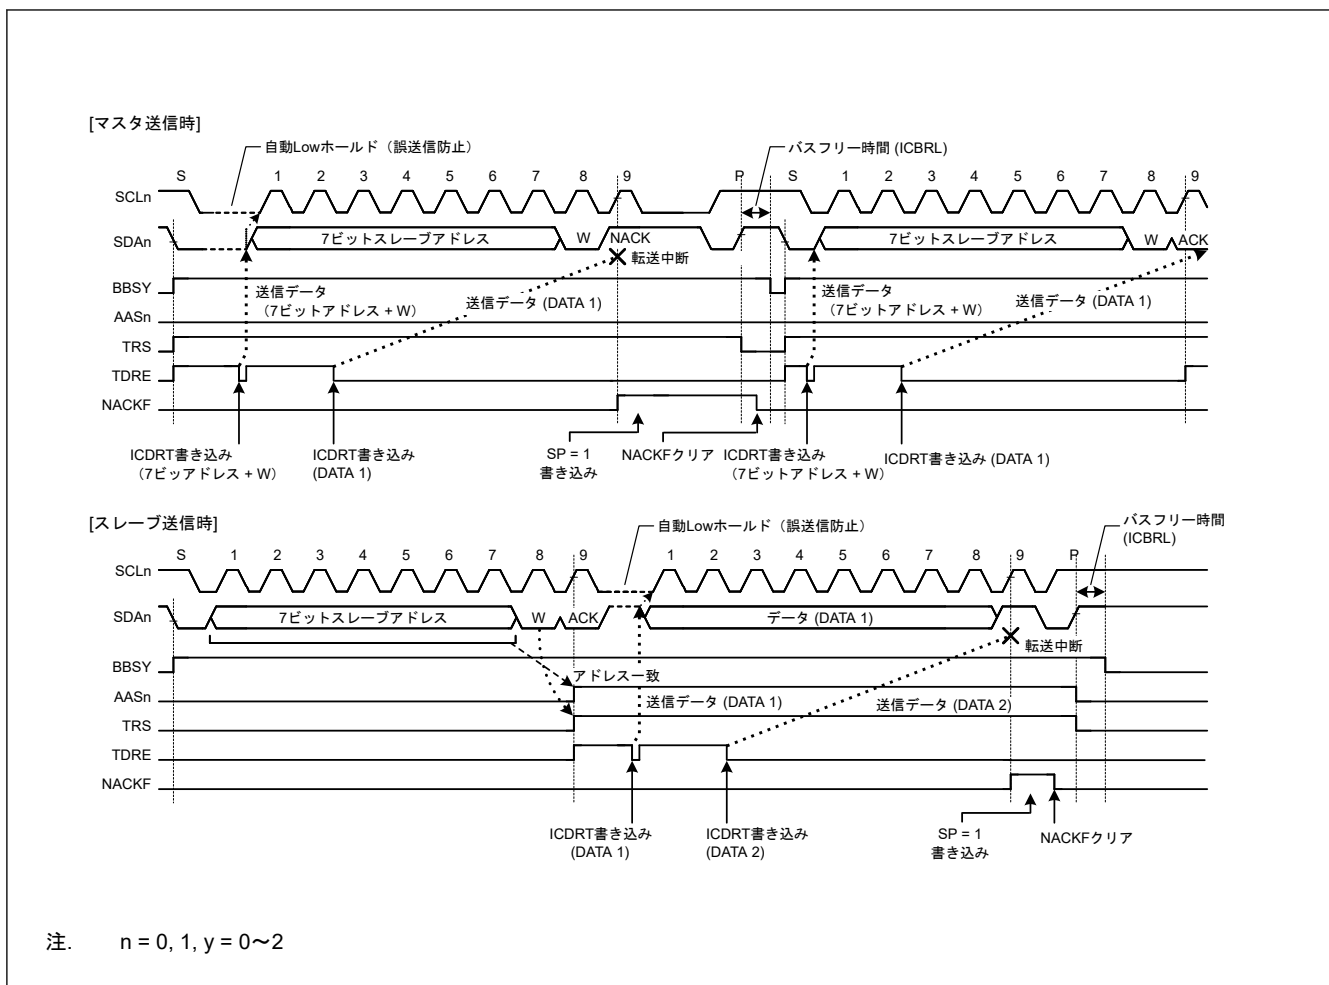 [マスタ送信時]
自動Lowホールド（誤送信防止）
バスフリー時間 (ICBRL)
S 1 2 3 4 5 6 7 8 9 P S 1 2 3 4 5 6 7 8 9
SCLn
SDAn 7ビットスレーブアドレス W NACK 7ビットスレーブアドレス W ACK
転送中断
BBSY
送信データ
（7ビットアドレス + W）
送信データ (DATA 1)
送信データ
（7ビットアドレス + W）
送信データ (DATA 1)
AASn
TRS
TDRE
NACKF
ICDRT書き込み
（7ビッアドレス + W）
ICDRT書き込み
(DATA 1)
SP = 1
書き込み
NACKFクリア
ICDRT書き込み
（7ビットアドレス + W）
ICDRT書き込み (DATA 1)
[スレーブ送信時]
自動Lowホールド（誤送信防止）
バスフリー時間
(ICBRL)
S 1 2 3 4 5 6 7 8 9 1 2 3 4 5 6 7 8 9 P
SCLn
SDAn 7ビットスレーブアドレス W ACK データ (DATA 1)
転送中断
BBSY
アドレス一致
AASn
送信データ (DATA 1)
送信データ (DATA 2)
TRS
TDRE
NACKF
ICDRT書き込み
(DATA 1)
ICDRT書き込み
(DATA 2)
SP = 1
書き込み
NACKFクリア
注. n = 0, 1, y = 0～2